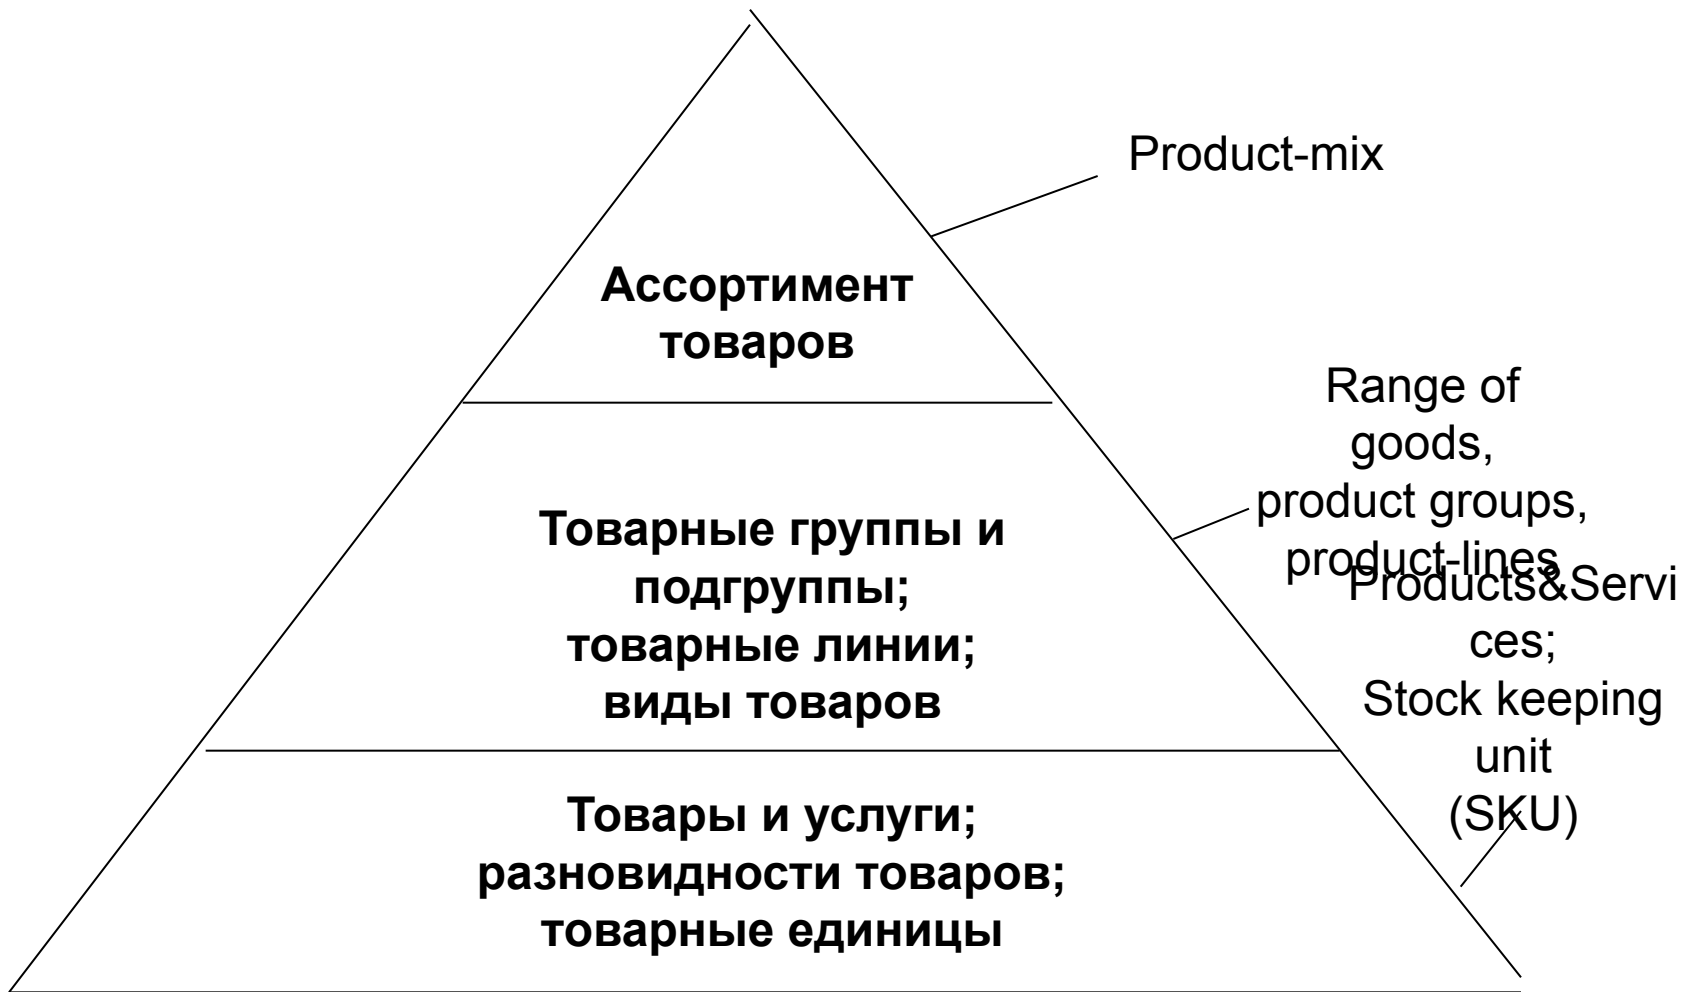 Product-mix
Ассортимент
товаров
Range of
goods,
product groups,
product-lines,
Товарные группы и
подгруппы;
товарные линии;
виды товаров
Products&Servi
ces;
Stock keeping
unit
(SKU)
Товары и услуги;
разновидности товаров;
товарные единицы